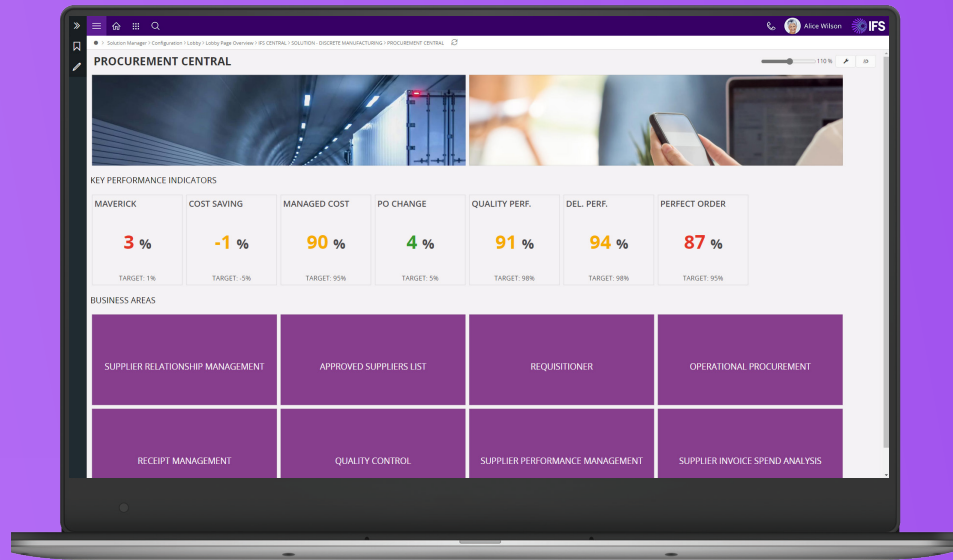 Alice Wilson
IFS
> Solution Manager > Configuration > Lobby > Lobby Page Overview > IFS CENTRAL > SOLUTION - DISCRETE MANUFACTURING > PROCUREMENT CENTRAL
PROCUREMENT CENTRAL
110 %
KEY PERFORMANCE INDICATORS
MAVERICK COST SAVING MANAGED COST PO CHANGE QUALITY PERF. DEL. PERF. PERFECT ORDER
3 % -1 % 90 % 4 % 91 % 94 % 87 %
TARGET: 1% TARGET: -5% TARGET: 95% TARGET: 5% TARGET: 98% TARGET: 98% TARGET: 95%
BUSINESS AREAS
SUPPLIER RELATIONSHIP MANAGEMENT APPROVED SUPPLIERS LIST REQUISITIONER OPERATIONAL PROCUREMENT
RECEIPT MANAGEMENT QUALITY CONTROL SUPPLIER PERFORMANCE MANAGEMENT SUPPLIER INVOICE SPEND ANALYSIS